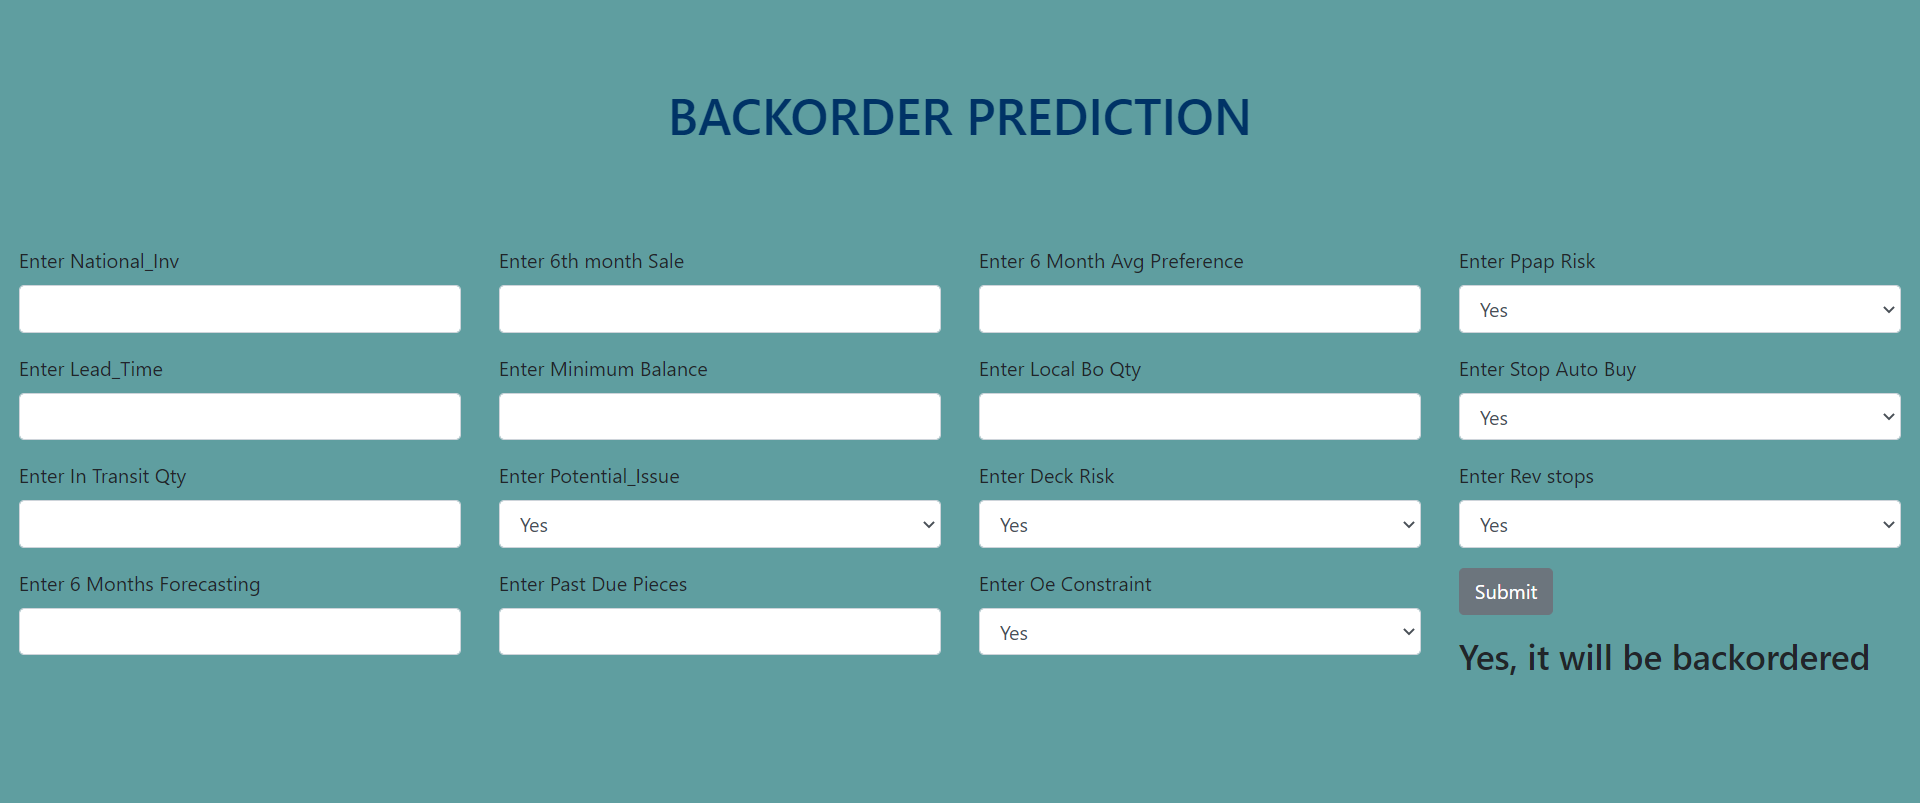 BACKORDER PREDICTION
Enter National_Inv
Enter Lead_Time
Enter In Transit Qty
Enter 6 Months Forecasting
Enter 6th month Sale
Enter Minimum Balance
Enter Potential_Issue
Yes
Enter Past Due Pieces
Enter 6 Month Avg Preference
Enter Local Bo Qty
Enter Deck Risk
Yes
Enter Oe Constraint
Yes
Enter Ppap Risk
Yes
Enter Stop Auto Buy
Yes
Enter Rev stops
Yes
Submit
Yes, it will be backordered